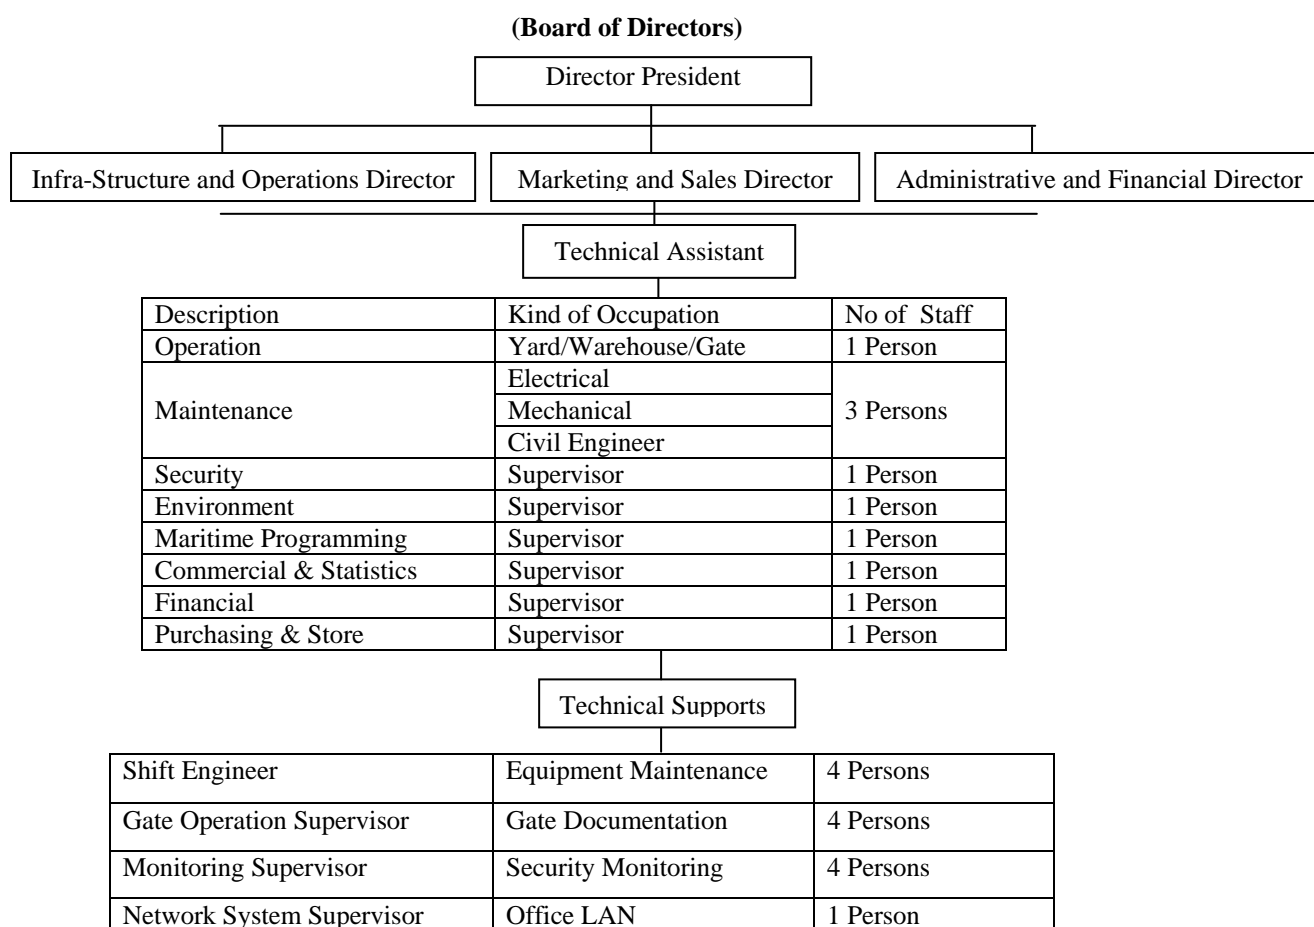 (Board of Directors)
Director President
Infra-Structure and Operations Director Marketing and Sales Director Administrative and Financial Director
Technical Assistant
Description Kind of Occupation No of Staff
Operation Yard/Warehouse/Gate 1 Person
Electrical
Maintenance Mechanical 3 Persons
Civil Engineer
Security Supervisor 1 Person
Environment Supervisor 1 Person
Maritime Programming Supervisor 1 Person
Commercial & Statistics Supervisor 1 Person
Financial Supervisor 1 Person
Purchasing & Store Supervisor 1 Person
Technical Supports
Shift Engineer Equipment Maintenance 4 Persons
Gate Operation Supervisor Gate Documentation 4 Persons
Monitoring Supervisor Security Monitoring 4 Persons
Network System Supervisor Office LAN 1 Person